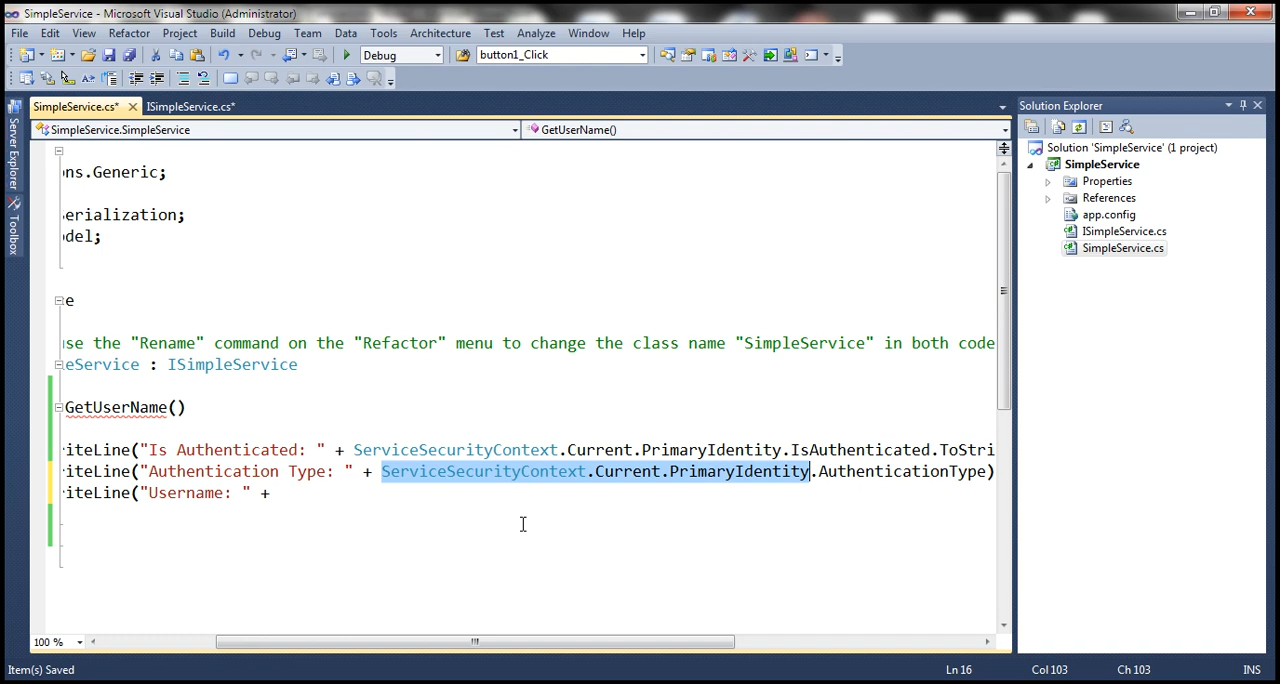 SimpleService - Microsoft Visual Studio (Administrator)
File Edit View Refactor Project Build Debug Team Data Tools Architecture Test Analyze Window Help
Debug button1_Click
SimpleService.cs* ISimpleService.cs*
SimpleService.SimpleService GetUserName()
Server Explorer
Toolbox
ons.Generic;
erialization;
odel;
e
use the "Rename" command on the "Refactor" menu to change the class name "SimpleService" in both code
eService : ISimpleService
GetUserName()
riteLine("Is Authenticated: " + ServiceSecurityContext.Current.PrimaryIdentity.IsAuthenticated.ToStri
riteLine("Authentication Type: " + ServiceSecurityContext.Current.PrimaryIdentity.AuthenticationType)
riteLine("Username: " +
100 %
Solution Explorer
Solution 'SimpleService' (1 project)
SimpleService
Properties
References
app.config
ISimpleService.cs
SimpleService.cs
Item(s) Saved Ln 16 Col 103 Ch 103 INS